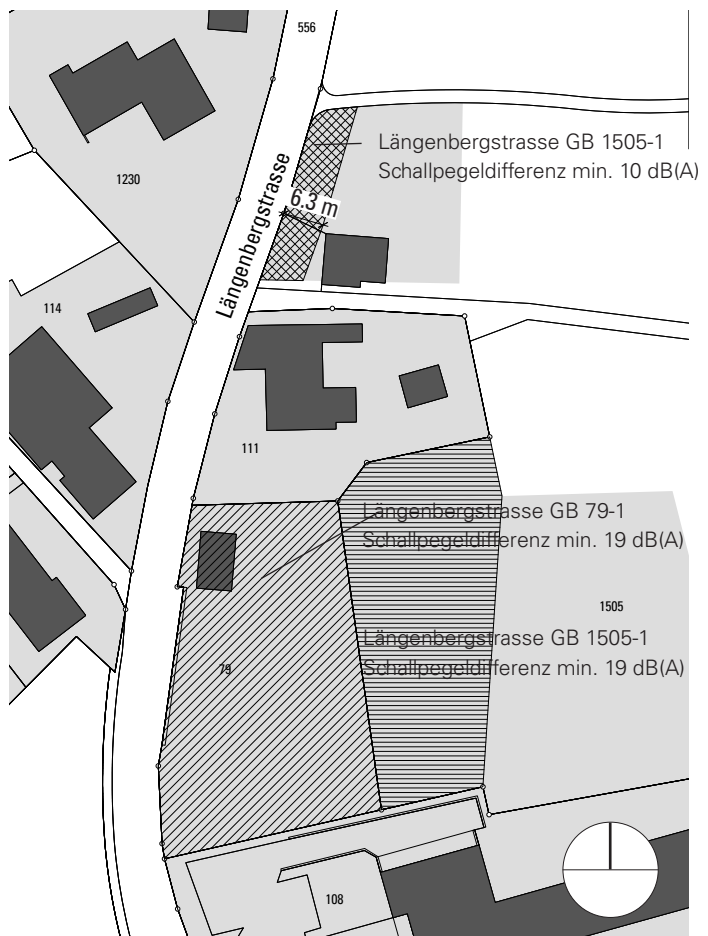 556
Längenbergstrasse GB 1505-1
Schallpegeldifferenz min. 10 dB(A)
1230
Längenbergstrasse
6.3 m
114
111
Längenbergstrasse GB 79-1
Schallpegeldifferenz min. 19 dB(A)
1505
Längenbergstrasse GB 1505-1
Schallpegeldifferenz min. 19 dB(A)
79
108